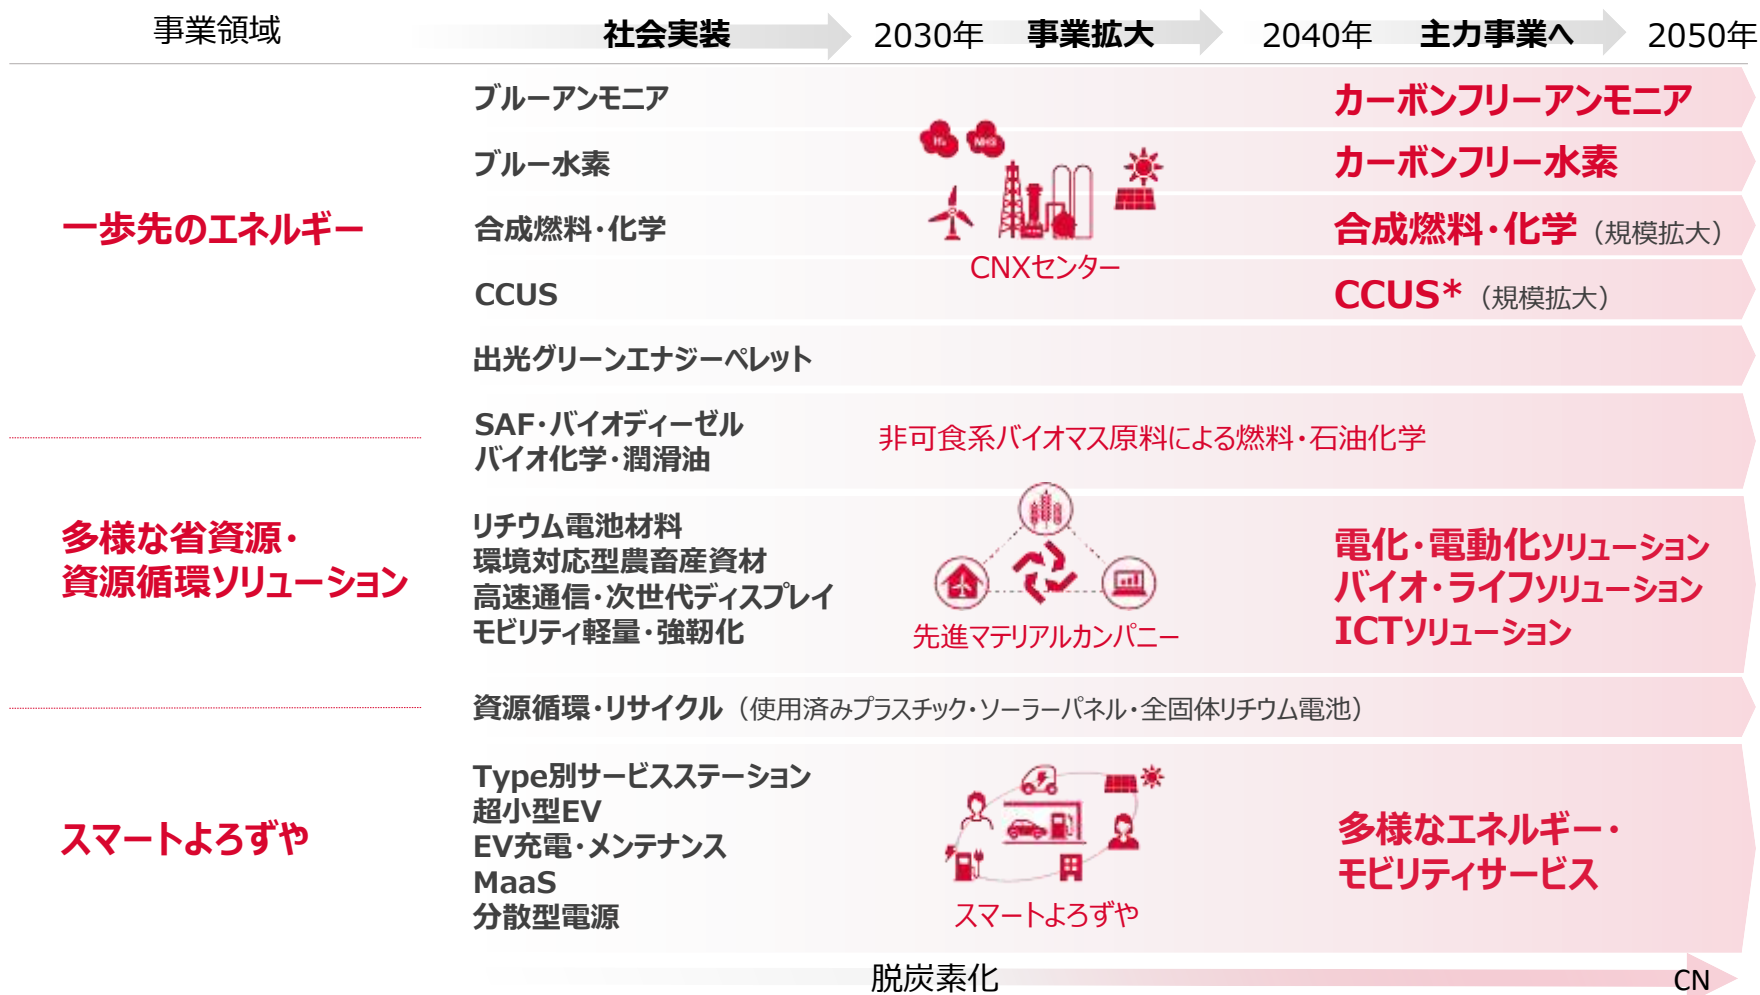 事業領域 社会実装 2030年 事業拡大 2040年 主力事業へ 2050年
一歩先のエネルギー
ブルーアンモニア
カーボンフリーアンモニア
ブルー水素
カーボンフリー水素
合成燃料・化学
合成燃料・化学（規模拡大）
CCUS
CCUS*（規模拡大）
H₂ NH3
CNXセンター
出光グリーンエナジーペレット
SAF・バイオディーゼル
バイオ化学・潤滑油
非可食系バイオマス原料による燃料・石油化学
多様な省資源・
資源循環ソリューション
リチウム電池材料
環境対応型農畜産資材
高速通信・次世代ディスプレイ
モビリティ軽量・強靭化
先進マテリアルカンパニー
電化・電動化ソリューション
バイオ・ライフソリューション
ICTソリューション
資源循環・リサイクル（使用済みプラスチック・ソーラーパネル・全固体リチウム電池）
スマートよろずや
Type別サービスステーション
超小型EV
EV充電・メンテナンス
MaaS
分散型電源
スマートよろずや
多様なエネルギー・
モビリティサービス
脱炭素化 CN